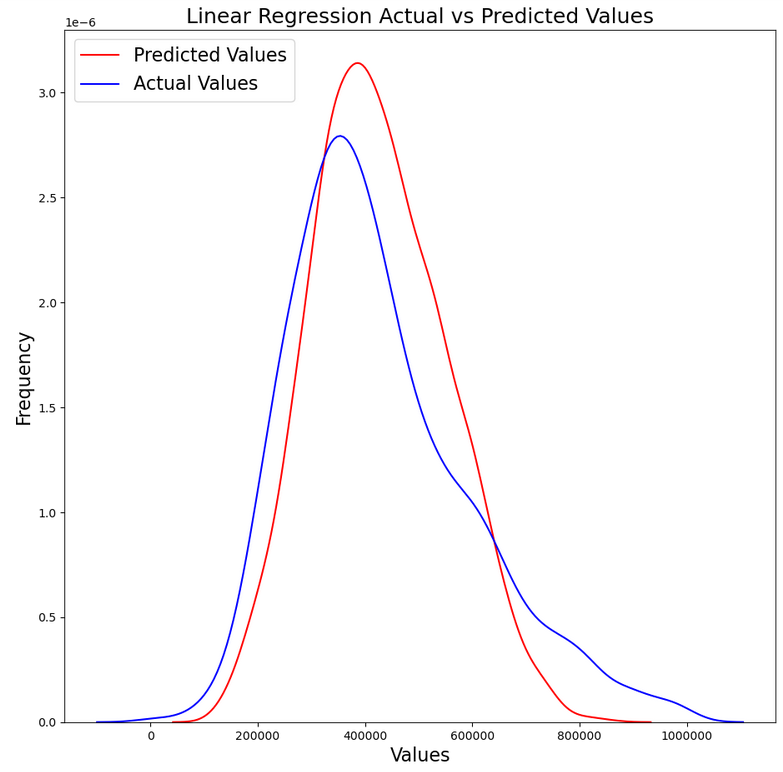 Linear Regression Actual vs Predicted Values
1e−6
Predicted Values
Actual Values
3.0
2.5
2.0
1.5
1.0
0.5
0.0
Frequency
0 200000 400000 600000 800000 1000000
Values